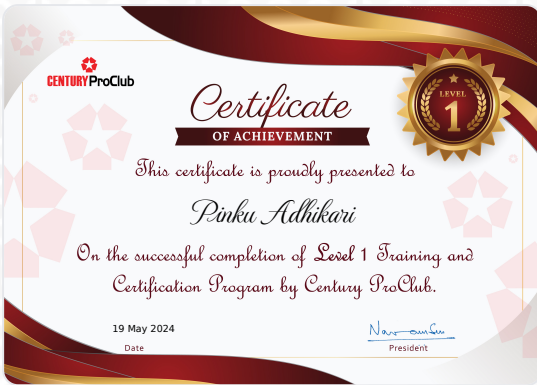 CENTURY ProClub
Certificate
OF ACHIEVEMENT
LEVEL
1
This certificate is proudly presented to
Pinku Adhikari
On the successful completion of Level 1 Training and
Certification Program by Century ProClub.
19 May 2024
Date
President